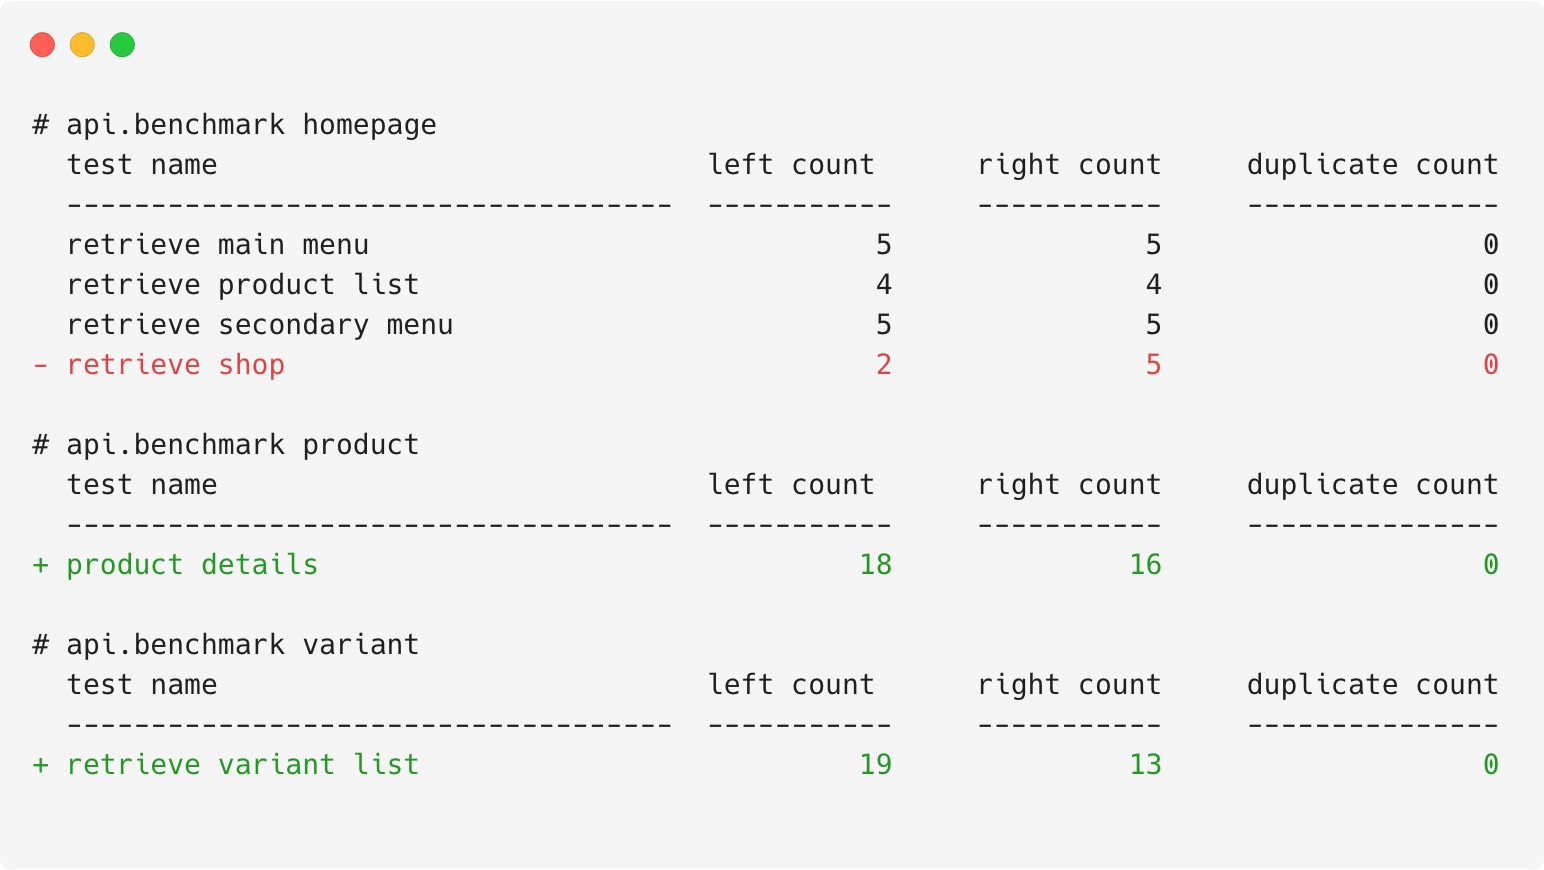 # api.benchmark homepage
  test name                             left count      right count     duplicate count
  ------------------------------------  -----------     -----------     ---------------
  retrieve main menu                              5               5                   0
  retrieve product list                           4               4                   0
  retrieve secondary menu                         5               5                   0
- retrieve shop                                   2               5                   0

# api.benchmark product
  test name                             left count      right count     duplicate count
  ------------------------------------  -----------     -----------     ---------------
+ product details                                18              16                   0

# api.benchmark variant
  test name                             left count      right count     duplicate count
  ------------------------------------  -----------     -----------     ---------------
+ retrieve variant list                          19              13                   0